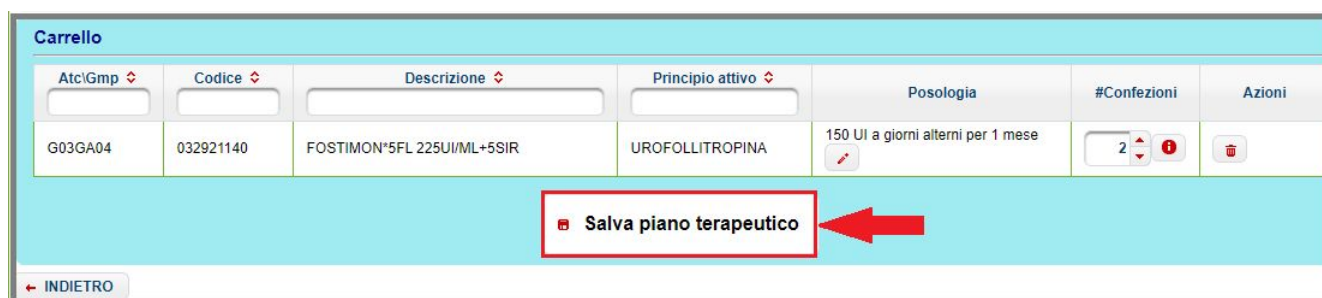 Carrello
Atc\Gmp Codice Descrizione Principio attivo Posologia #Confezioni Azioni
G03GA04 032921140 FOSTIMON*5FL 225UI/ML+5SIR UROFOLLITROPINA 150 UI a giorni alterni per 1 mese 2
Salva piano terapeutico
INDIETRO